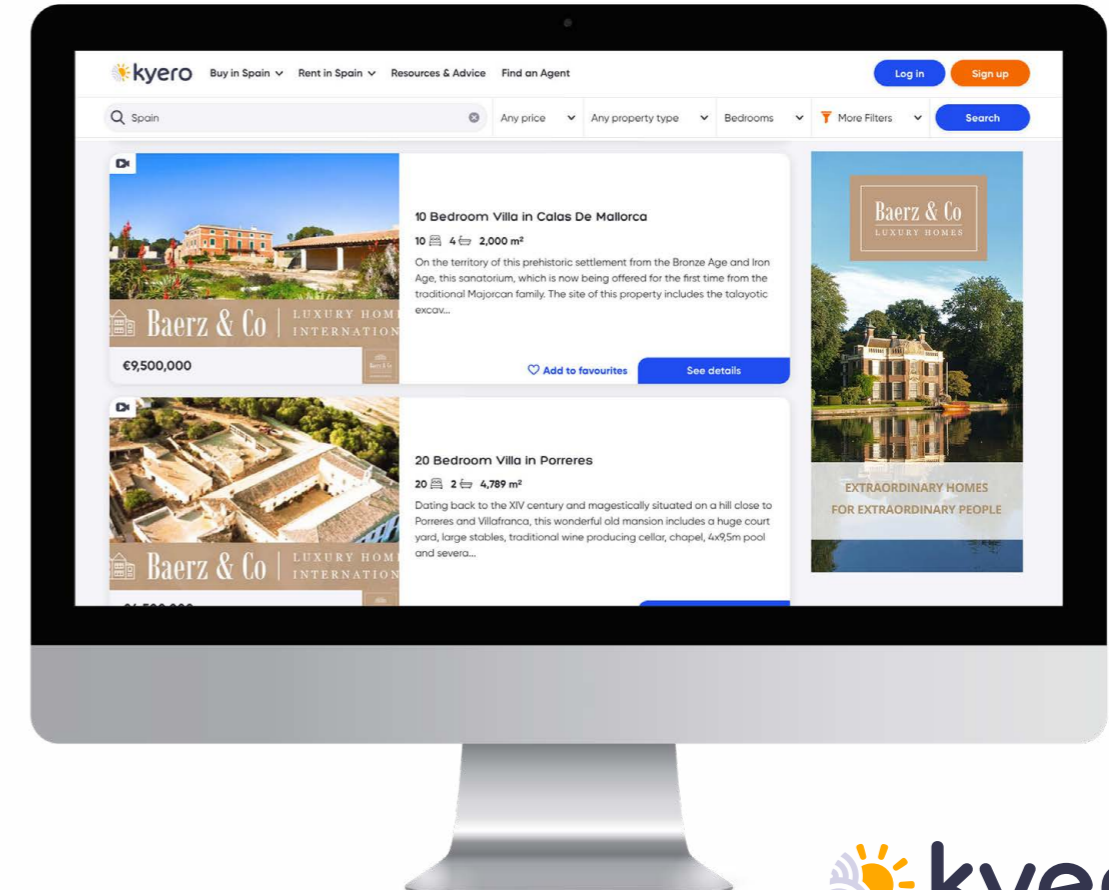 kyero Buy in Spain Rent in Spain Resources & Advice Find an Agent Log in Sign up
Spain Any price Any property type Bedrooms More Filters Search
10 Bedroom Villa in Calas De Mallorca
10 4 2,000 m²
On the territory of this prehistoric settlement from the Bronze Age and Iron
Age, this sanatorium, which is now being offered for the first time from the
traditional Majorcan family. The site of this property includes the talayotic
excav...
Baerz & Co | LUXURY HOM
INTERNATION
€9,500,000
Add to favourites See details
20 Bedroom Villa in Porreres
20 2 4,789 m²
Dating back to the XIV century and magestically situated on a hill close to
Porreres and Villafranca, this wonderful old mansion includes a huge court
yard, large stables, traditional wine producing cellar, chapel, 4x9,5m pool
and severa...
Baerz & Co | LUXURY HOM
INTERNATION
Baerz & Co
LUXURY HOMES
EXTRAORDINARY HOMES
FOR EXTRAORDINARY PEOPLE